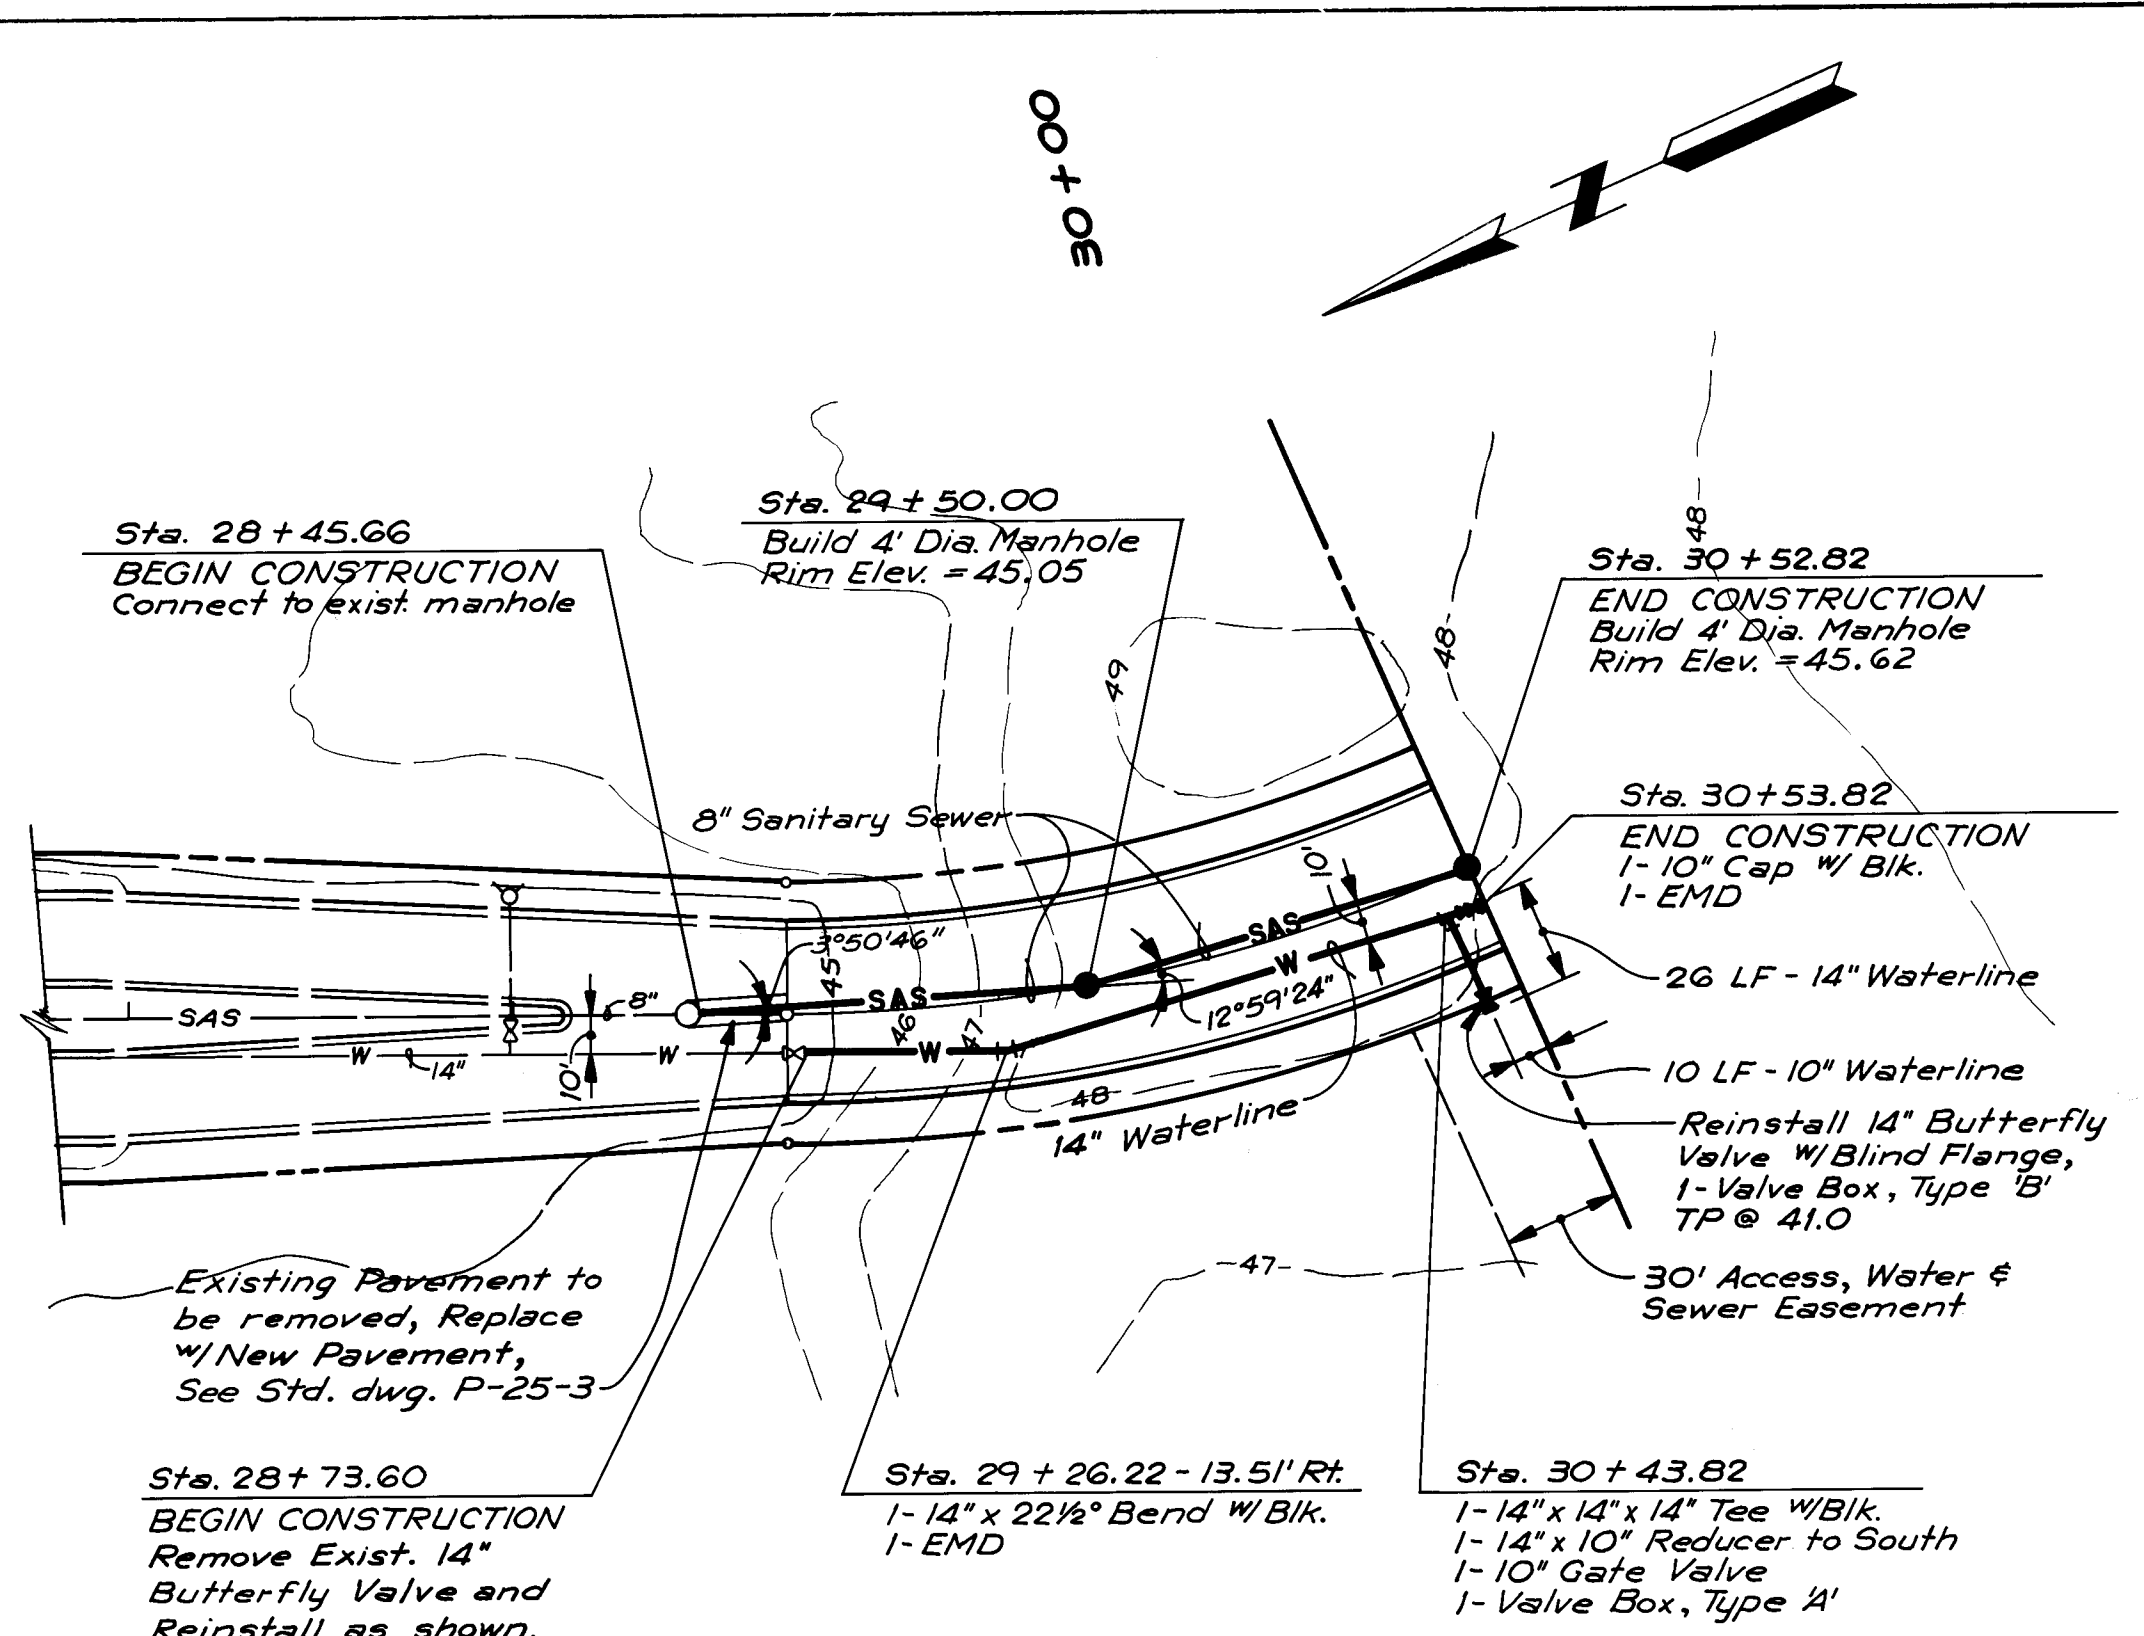 30+00
N
48
Sta. 28+45.66
BEGIN CONSTRUCTION
Connect to exist. manhole
Sta. 29+50.00
Build 4' Dia. Manhole
Rim Elev. = 45.05
Sta. 30+52.82
END CONSTRUCTION
Build 4' Dia. Manhole
Rim Elev. = 45.62
49
48
Sta. 30+53.82
END CONSTRUCTION
1- 10" Cap w/ Blk.
1- EMD
8" Sanitary Sewer
10'
3°50'46"
45
SAS
W
26 LF - 14" Waterline
SAS
8"
SAS
46
47
12°59'24"
W
14"
W
10'
W
48
14" Waterline
10 LF - 10" Waterline
Reinstall 14" Butterfly
Valve w/Blind Flange,
1- Valve Box, Type 'B'
TP @ 41.0
47
30' Access, Water &
Sewer Easement
Existing Pavement to
be removed, Replace
w/New Pavement,
See Std. dwg. P-25-3
Sta. 28+73.60
BEGIN CONSTRUCTION
Remove Exist. 14"
Butterfly Valve and
Reinstall as shown.
Sta. 29+26.22 - 13.51' Rt.
1- 14" x 22½° Bend w/Blk.
1- EMD
Sta. 30+43.82
1- 14" x 14" x 14" Tee w/Blk.
1- 14" x 10" Reducer to South
1- 10" Gate Valve
1- Valve Box, Type 'A'